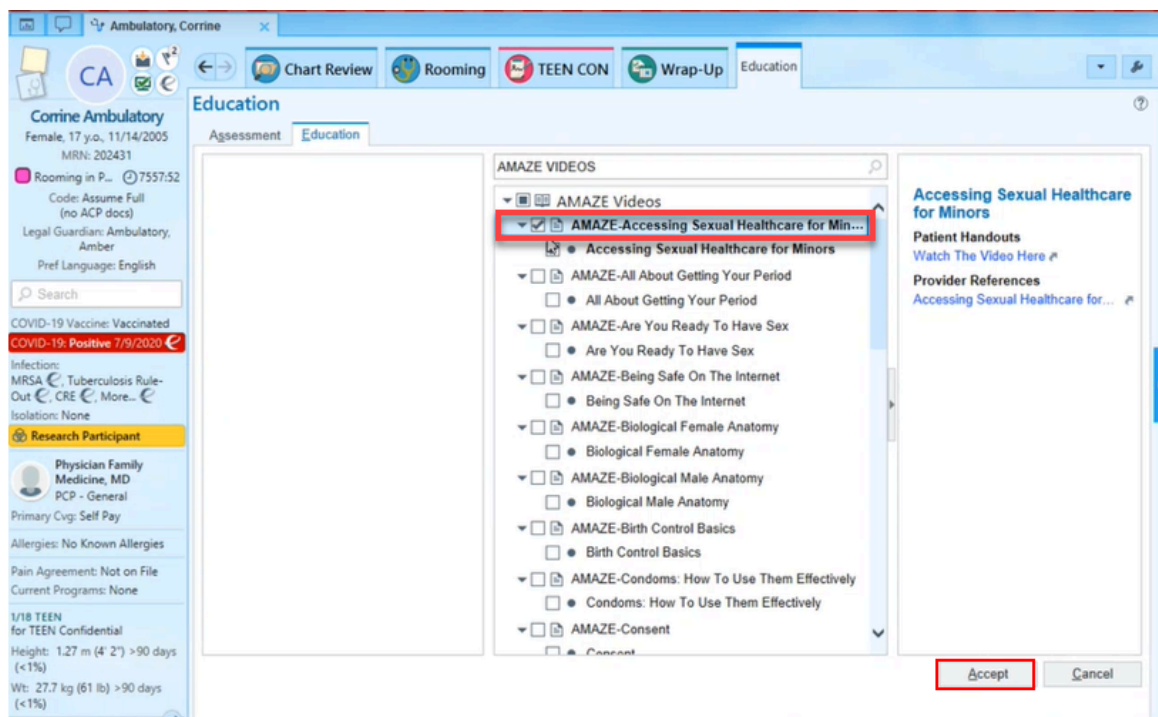 Ambulatory, Corrine
CA
2
Chart Review
Rooming
TEEN CON
Wrap-Up
Education
Corrine Ambulatory
Female, 17 y.o., 11/14/2005
MRN: 202431
Rooming in P... 7557:52
Code: Assume Full
(no ACP docs)
Legal Guardian: Ambulatory,
Amber
Pref Language: English
Search
COVID-19 Vaccine: Vaccinated
COVID-19: Positive 7/9/2020
Infection:
MRSA , Tuberculosis Rule-
Out , CRE , More...
Isolation: None
Research Participant
Physician Family
Medicine, MD
PCP - General
Primary Cvg: Self Pay
Allergies: No Known Allergies
Pain Agreement: Not on File
Current Programs: None
1/18 TEEN
for TEEN Confidential
Height: 1.27 m (4' 2") >90 days
(<1%)
Wt: 27.7 kg (61 lb) >90 days
(<1%)
Education
Assessment Education
AMAZE VIDEOS
AMAZE Videos
AMAZE-Accessing Sexual Healthcare for Min...
Accessing Sexual Healthcare for Minors
AMAZE-All About Getting Your Period
All About Getting Your Period
AMAZE-Are You Ready To Have Sex
Are You Ready To Have Sex
AMAZE-Being Safe On The Internet
Being Safe On The Internet
AMAZE-Biological Female Anatomy
Biological Female Anatomy
AMAZE-Biological Male Anatomy
Biological Male Anatomy
AMAZE-Birth Control Basics
Birth Control Basics
AMAZE-Condoms: How To Use Them Effectively
Condoms: How To Use Them Effectively
AMAZE-Consent
Consent
Accessing Sexual Healthcare
for Minors
Patient Handouts
Watch The Video Here
Provider References
Accessing Sexual Healthcare for...
Accept
Cancel